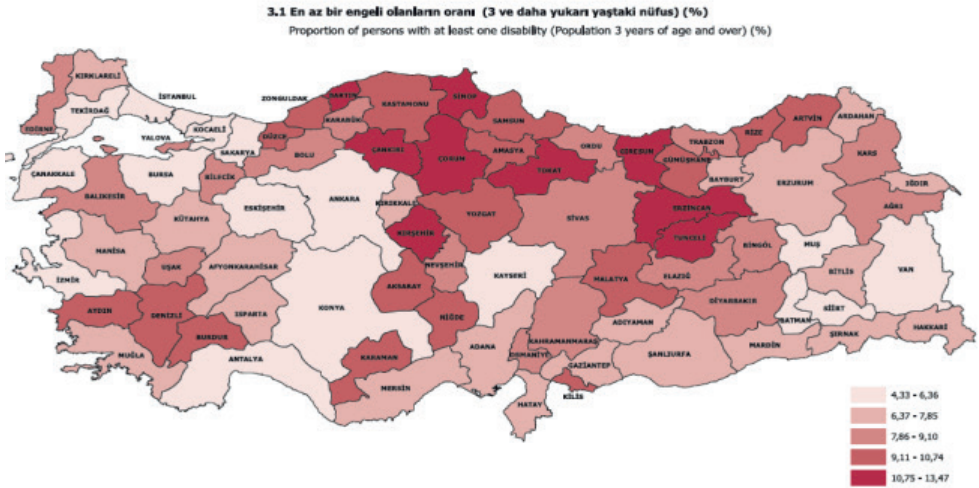 3.1 En az bir engeli olanların oranı (3 ve daha yukarı yaştaki nüfus) (%)
Proportion of persons with at least one disability (Population 3 years of age and over) (%)
KIRKLARELİ
EDİRNE
TEKİRDAĞ
İSTANBUL
KOCAELİ
YALOVA
SAKARYA
ÇANAKKALE
BURSA
BALIKESİR
BİLECİK
DÜZCE
BOLU
ZONGULDAK
BARTIN
KARABÜK
KASTAMONU
SİNOP
ÇANKIRI
ÇORUM
SAMSUN
AMASYA
TOKAT
ORDU
GİRESUN
TRABZON
GÜMÜŞHANE
RİZE
ARTVİN
ARDAHAN
BAYBURT
ERZURUM
KARS
IĞDIR
AĞRI
ESKİŞEHİR
ANKARA
KIRIKKALE
KÜTAHYA
MANİSA
İZMİR
UŞAK
AFYONKARAHİSAR
KIRŞEHİR
YOZGAT
SİVAS
ERZİNCAN
TUNCELİ
BİNGÖL
MUŞ
BİTLİS
VAN
NEVŞEHİR
KAYSERİ
MALATYA
ELAZIĞ
AKSARAY
KONYA
NİĞDE
AYDIN
DENİZLİ
ISPARTA
BURDUR
MUĞLA
ANTALYA
KARAMAN
MERSİN
ADANA
KAHRAMANMARAŞ
OSMANİYE
ADIYAMAN
DİYARBAKIR
BATMAN
SİİRT
ŞIRNAK
HAKKARİ
GAZİANTEP
ŞANLIURFA
MARDİN
KİLİS
HATAY
4,33 - 6,36
6,37 - 7,85
7,86 - 9,10
9,11 - 10,74
10,75 - 13,47